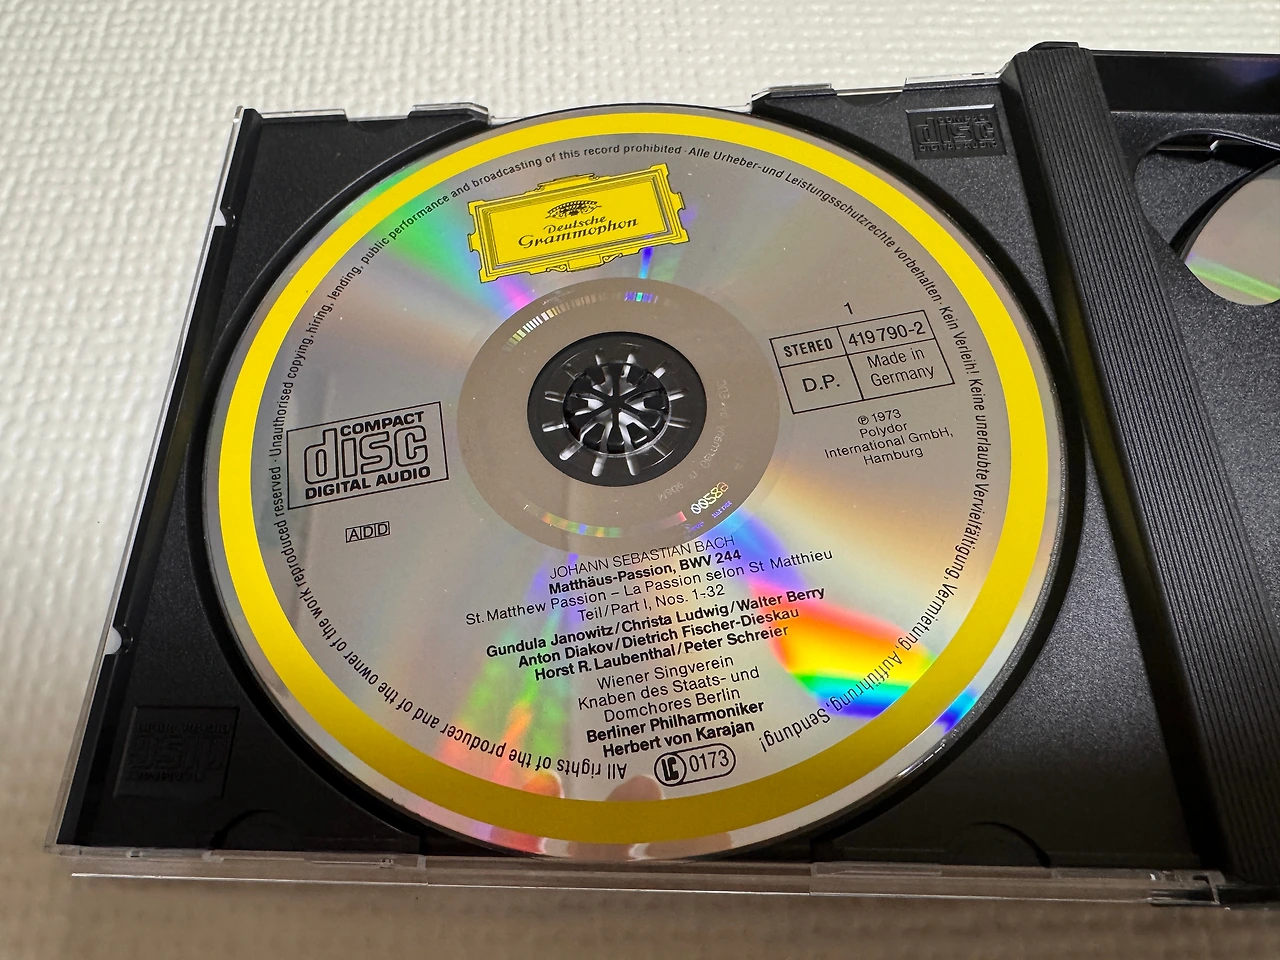 All rights of the producer and of the owner of the work reproduced reserved · Unauthorised copying, hiring, lending, public performance and broadcasting of this record prohibited · Alle Urheber- und Leistungsschutzrechte vorbehalten · Kein Verleih! Keine unerlaubte Vervielfältigung, Vermietung, Aufführung, Sendung!
Deutsche
Grammophon
COMPACT
disc
DIGITAL AUDIO
1
STEREO
419 790-2
D.P.
Made in
Germany
℗ 1973
Polydor
International GmbH,
Hamburg
COMPACT
disc
DIGITAL AUDIO
ADD
00586
JOHANN SEBASTIAN BACH
Matthäus-Passion, BWV 244
St. Matthew Passion – La Passion selon St Matthieu
Teil/Part I, Nos. 1-32
Gundula Janowitz/Christa Ludwig/Walter Berry
Anton Diakov/Dietrich Fischer-Dieskau
Horst R. Laubenthal/Peter Schreier
Wiener Singverein
Knaben des Staats- und
Domchores Berlin
Berliner Philharmoniker
Herbert von Karajan
0173